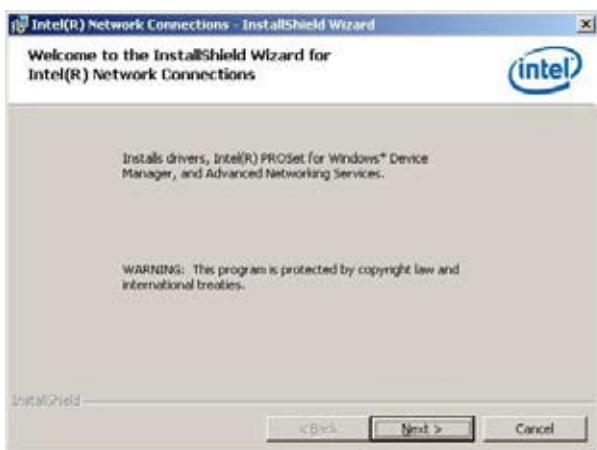 Intel(R) Network Connections - InstallShield Wizard
Welcome to the InstallShield Wizard for
Intel(R) Network Connections
intel
Installs drivers, Intel(R) PROSet for Windows* Device
Manager, and Advanced Networking Services.
WARNING: This program is protected by copyright law and
international treaties.
InstallShield
< Back
Next >
Cancel